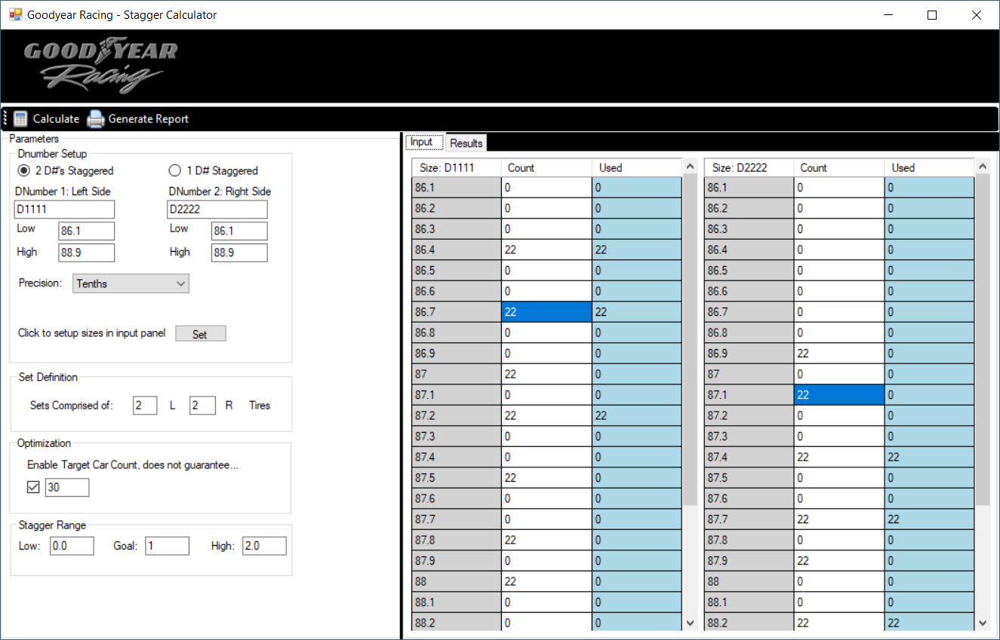 Goodyear Racing - Stagger Calculator
GOODYEAR
Racing
Calculate Generate Report
Parameters
Dnumber Setup
2 D#'s Staggered 1 D# Staggered
DNumber 1: Left Side DNumber 2: Right Side
D1111 D2222
Low 86.1 Low 86.1
High 88.9 High 88.9
Precision: Tenths
Click to setup sizes in input panel Set
Set Definition
Sets Comprised of: 2 L 2 R Tires
Optimization
Enable Target Car Count, does not guarantee...
30
Stagger Range
Low: 0.0 Goal: 1 High: 2.0
Input Results
Size: D1111 Count Used
86.1 0 0
86.2 0 0
86.3 0 0
86.4 22 22
86.5 0 0
86.6 0 0
86.7 22 22
86.8 0 0
86.9 0 0
87 22 0
87.1 0 0
87.2 22 22
87.3 0 0
87.4 0 0
87.5 22 0
87.6 0 0
87.7 0 0
87.8 22 0
87.9 0 0
88 22 0
88.1 0 0
88.2 0 0
Size: D2222 Count Used
86.1 0 0
86.2 0 0
86.3 0 0
86.4 0 0
86.5 0 0
86.6 0 0
86.7 0 0
86.8 0 0
86.9 22 0
87 0 0
87.1 22 0
87.2 0 0
87.3 0 0
87.4 22 22
87.5 0 0
87.6 0 0
87.7 22 22
87.8 0 0
87.9 22 0
88 0 0
88.1 0 0
88.2 22 22